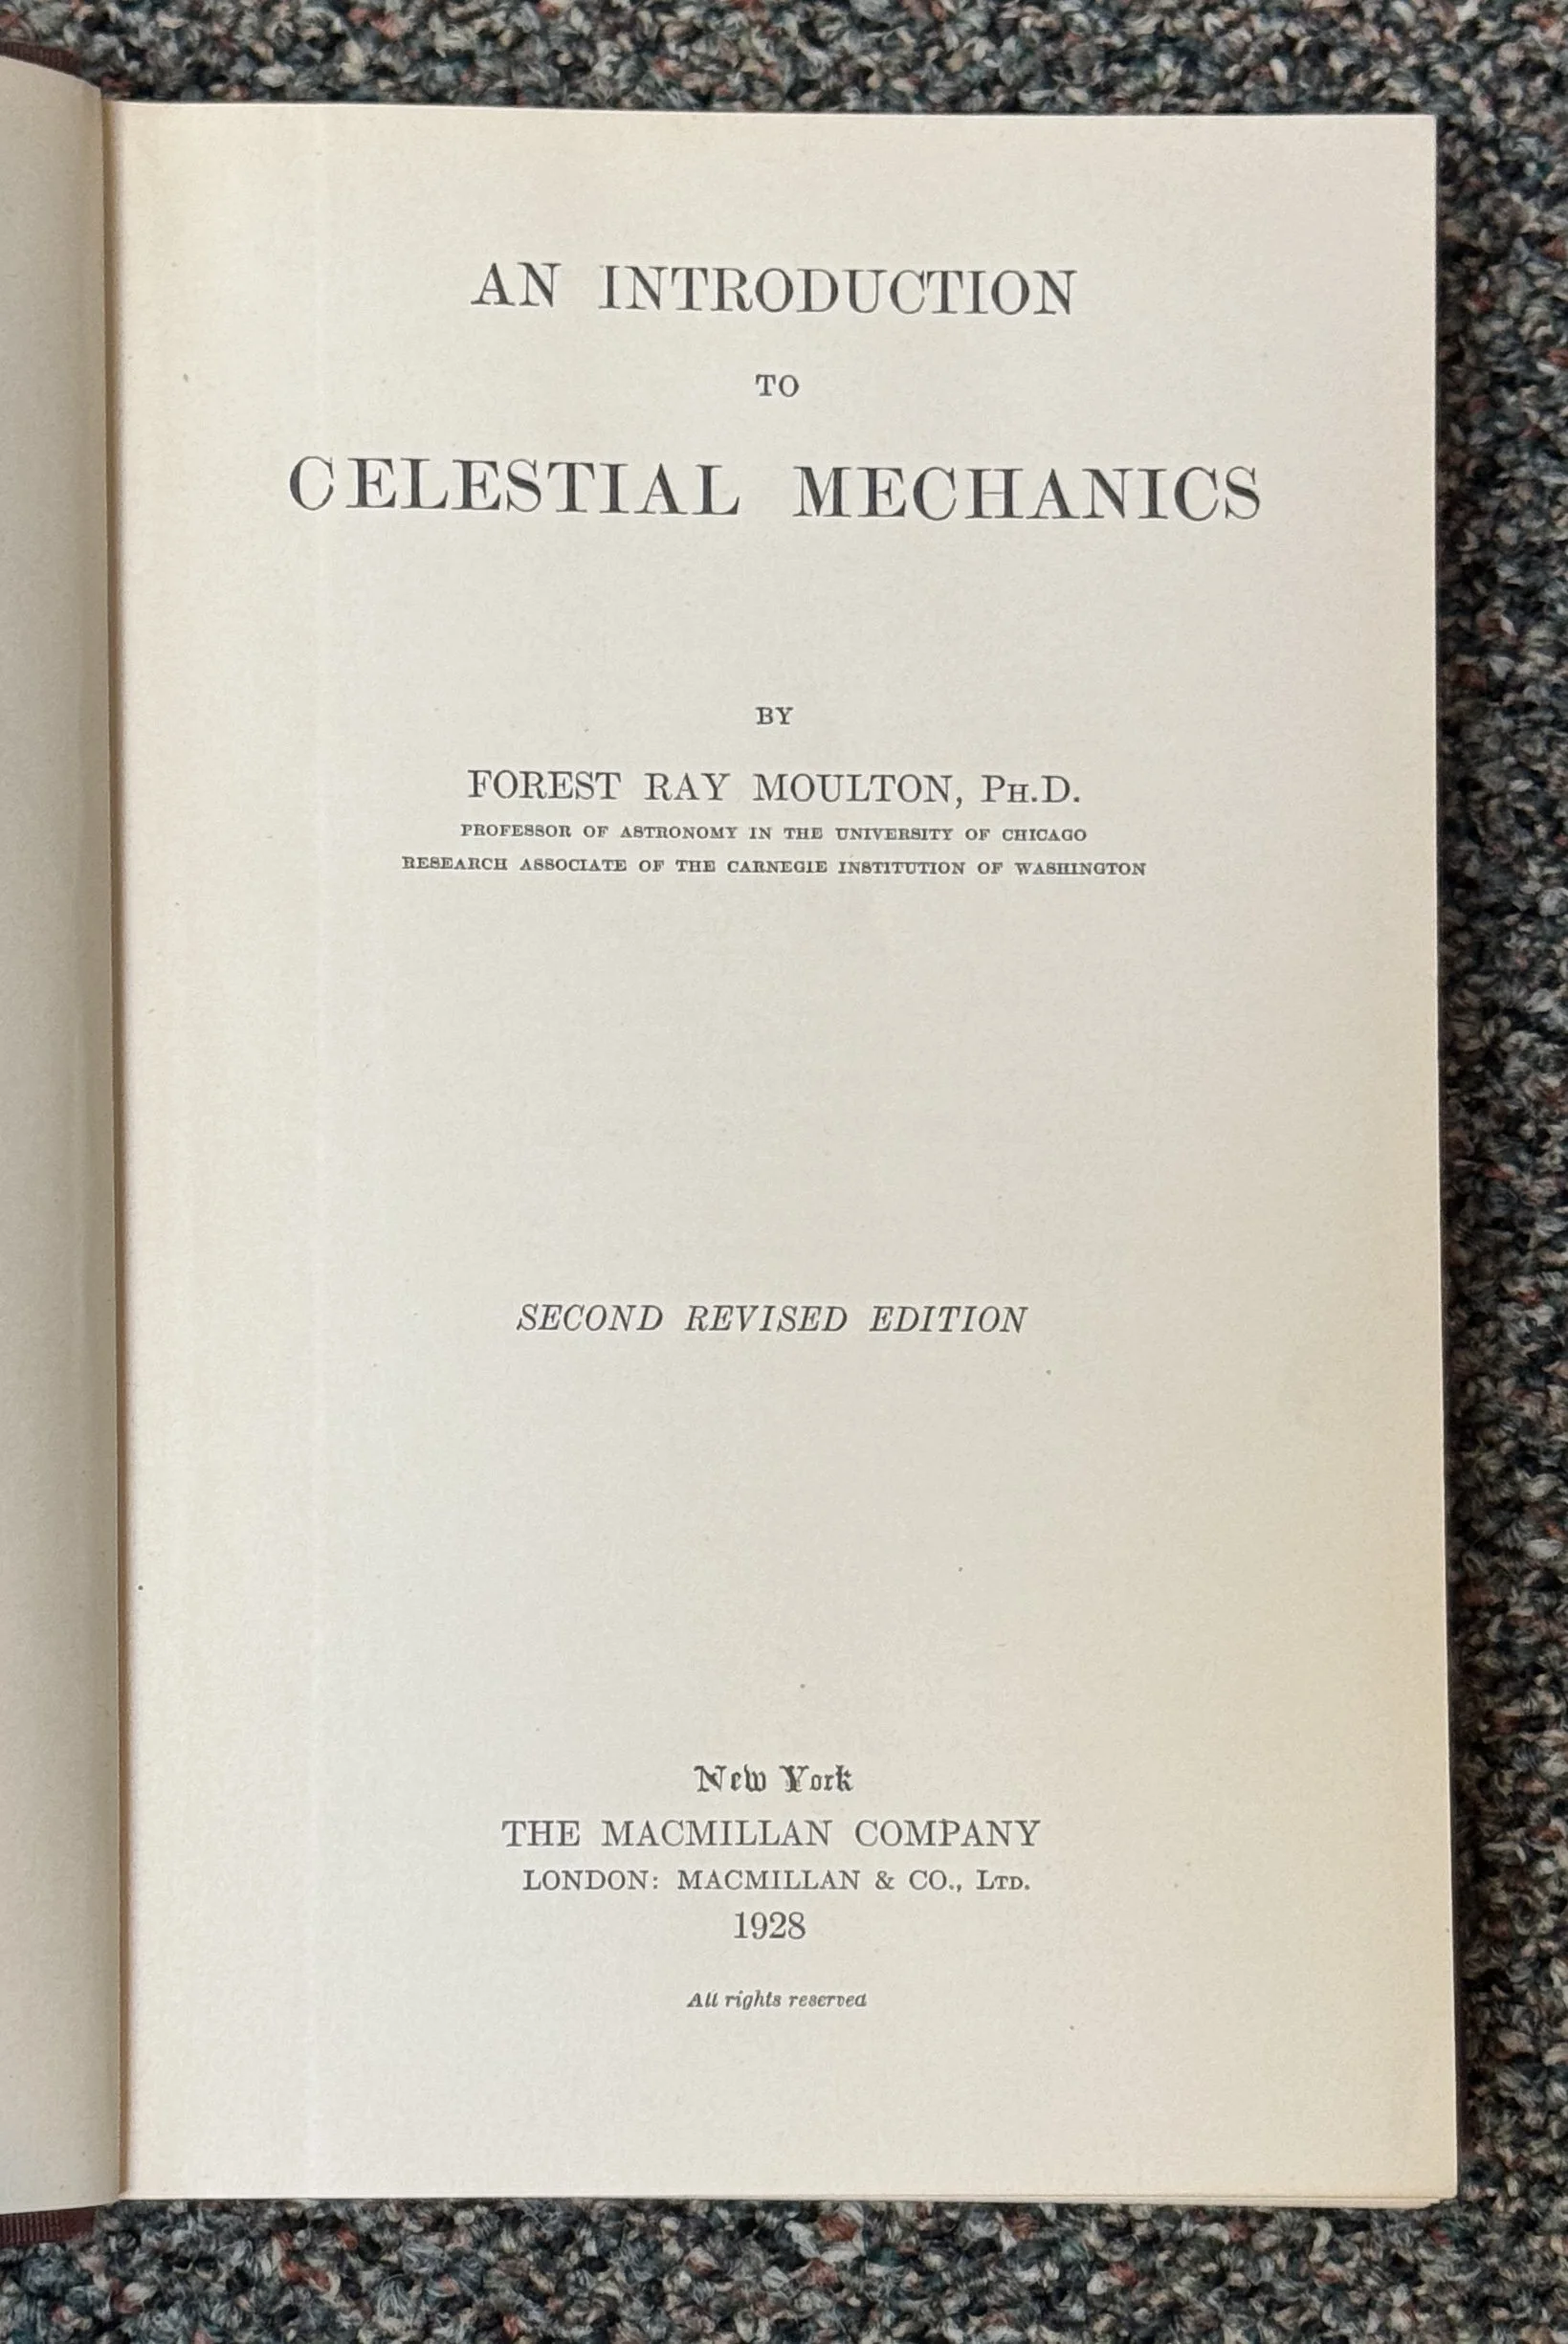 AN INTRODUCTION
TO
CELESTIAL MECHANICS
BY
FOREST RAY MOULTON, PH.D.
PROFESSOR OF ASTRONOMY IN THE UNIVERSITY OF CHICAGO
RESEARCH ASSOCIATE OF THE CARNEGIE INSTITUTION OF WASHINGTON
SECOND REVISED EDITION
New York
THE MACMILLAN COMPANY
LONDON: MACMILLAN & CO., LTD.
1928
All rights reserved